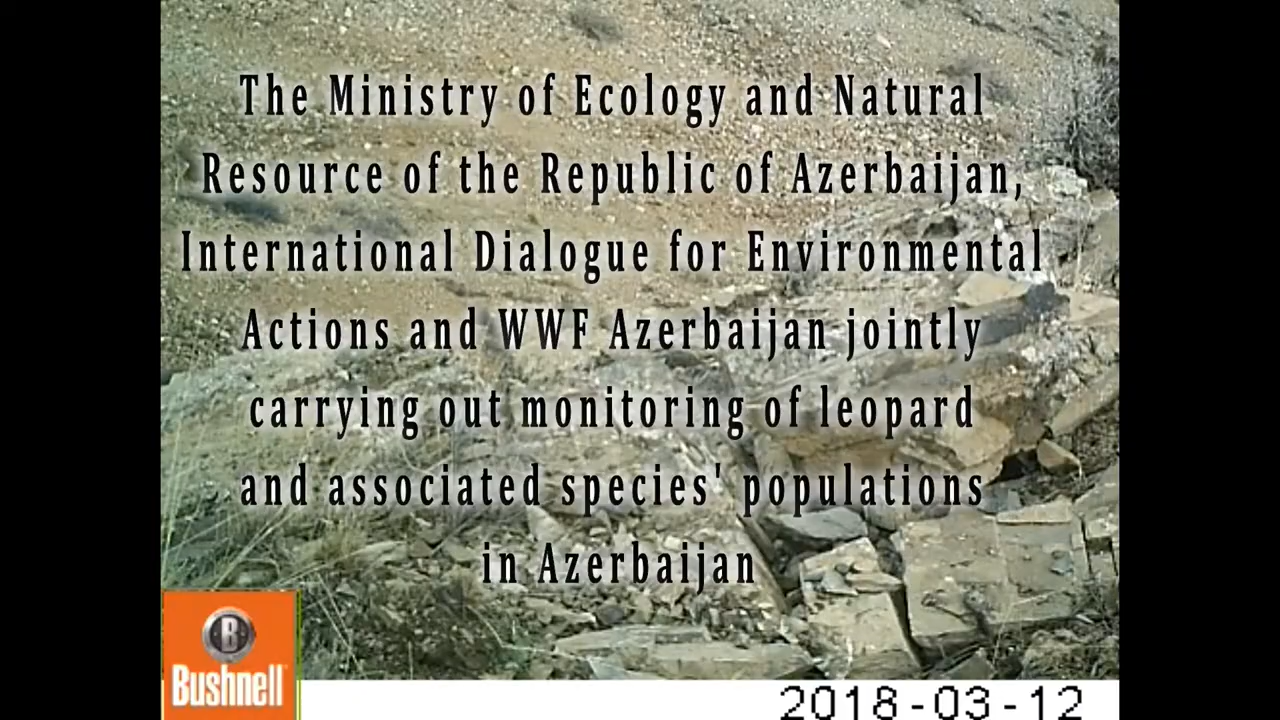 The Ministry of Ecology and Natural
Resource of the Republic of Azerbaijan,
International Dialogue for Environmental
Actions and WWF Azerbaijan jointly
carrying out monitoring of leopard
and associated species' populations
in Azerbaijan
B
Bushnell
2018-03-12